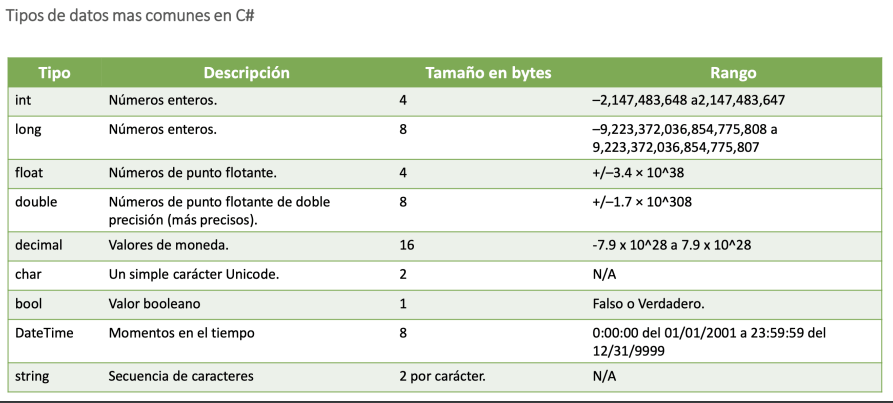 Tipos de datos mas comunes en C#
Tipo Descripción Tamaño en bytes Rango
int Números enteros. 4 –2,147,483,648 a2,147,483,647
long Números enteros. 8 –9,223,372,036,854,775,808 a
9,223,372,036,854,775,807
float Números de punto flotante. 4 +/–3.4 × 10^38
double Números de punto flotante de doble 8 +/–1.7 × 10^308
precisión (más precisos).
decimal Valores de moneda. 16 -7.9 x 10^28 a 7.9 x 10^28
char Un simple carácter Unicode. 2 N/A
bool Valor booleano 1 Falso o Verdadero.
DateTime Momentos en el tiempo 8 0:00:00 del 01/01/2001 a 23:59:59 del
12/31/9999
string Secuencia de caracteres 2 por carácter. N/A